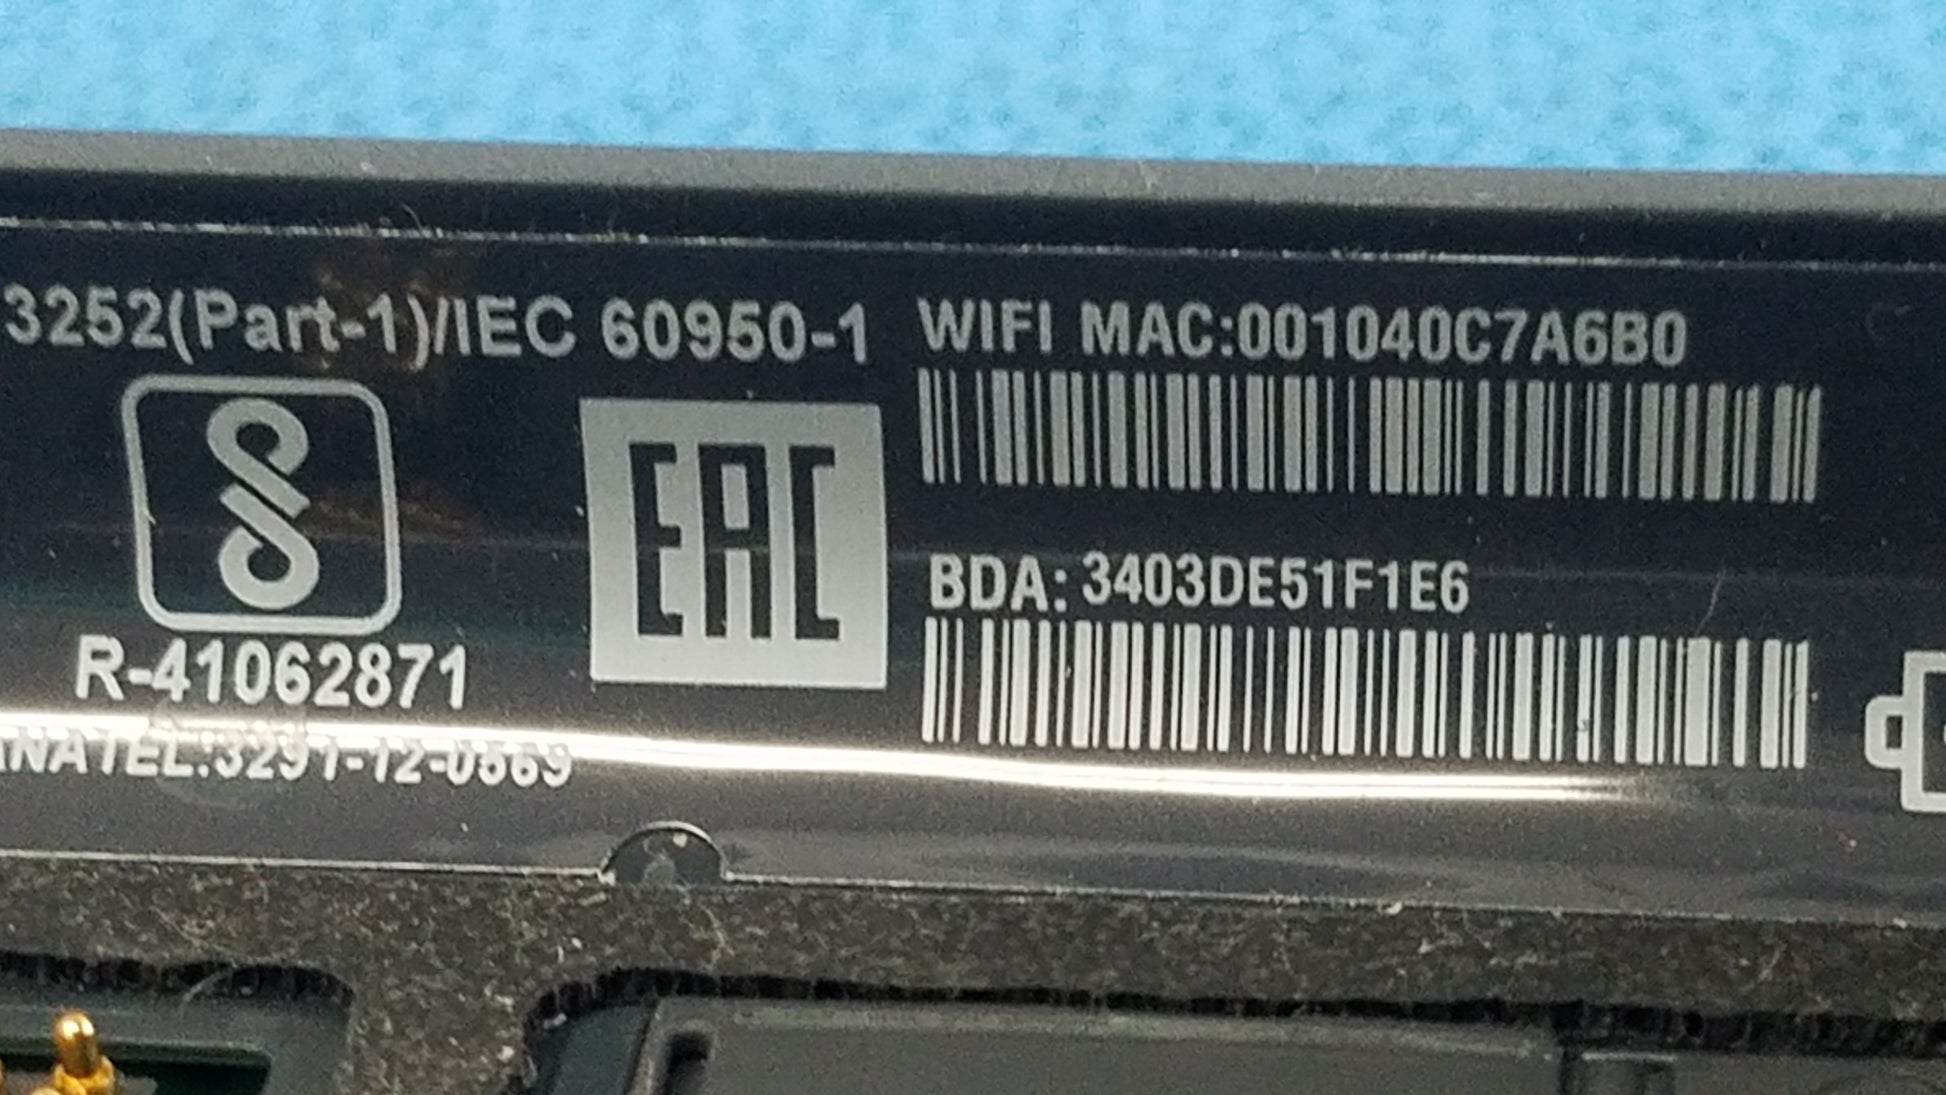 3252(Part-1)/IEC 60950-1
WIFI MAC:001040C7A6B0
EAC
BDA: 3403DE51F1E6
R-41062871
ANATEL:3291-12-0569